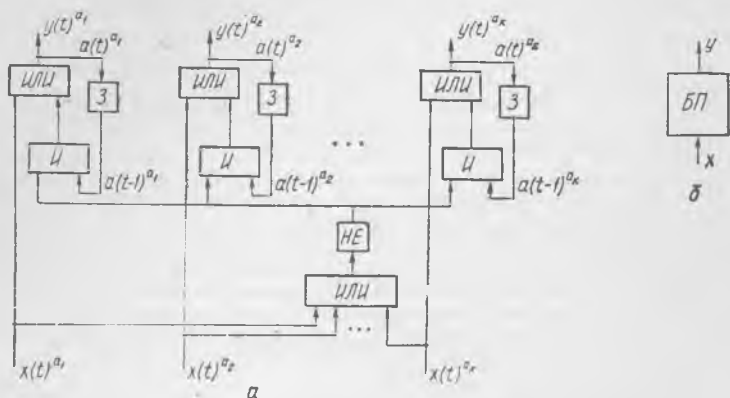 y(t)^a₁ y(t)^a₂ y(t)^aₖ
a(t)^a₁ a(t)^a₂ a(t)^aₖ y
ИЛИ З ИЛИ З ИЛИ З БП
И И ... И x
a(t-1)^a₁ a(t-1)^a₂ a(t-1)^aₖ б
НЕ
ИЛИ
...
x(t)^a₁ x(t)^a₂ x(t)^aₖ
а